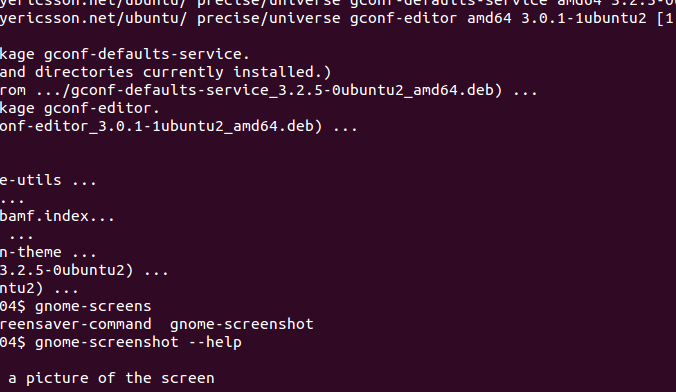 yericsson.net/ubuntu/ precise/universe gconf-defaults-service amd64 3.2.5-0u
yericsson.net/ubuntu/ precise/universe gconf-editor amd64 3.0.1-1ubuntu2 [1
kage gconf-defaults-service.
and directories currently installed.)
rom .../gconf-defaults-service_3.2.5-0ubuntu2_amd64.deb) ...
kage gconf-editor.
onf-editor_3.0.1-1ubuntu2_amd64.deb) ...
e-utils ...
...
bamf.index...
...
n-theme ...
3.2.5-0ubuntu2) ...
ntu2) ...
04$ gnome-screens
reensaver-command  gnome-screenshot
04$ gnome-screenshot --help
a picture of the screen